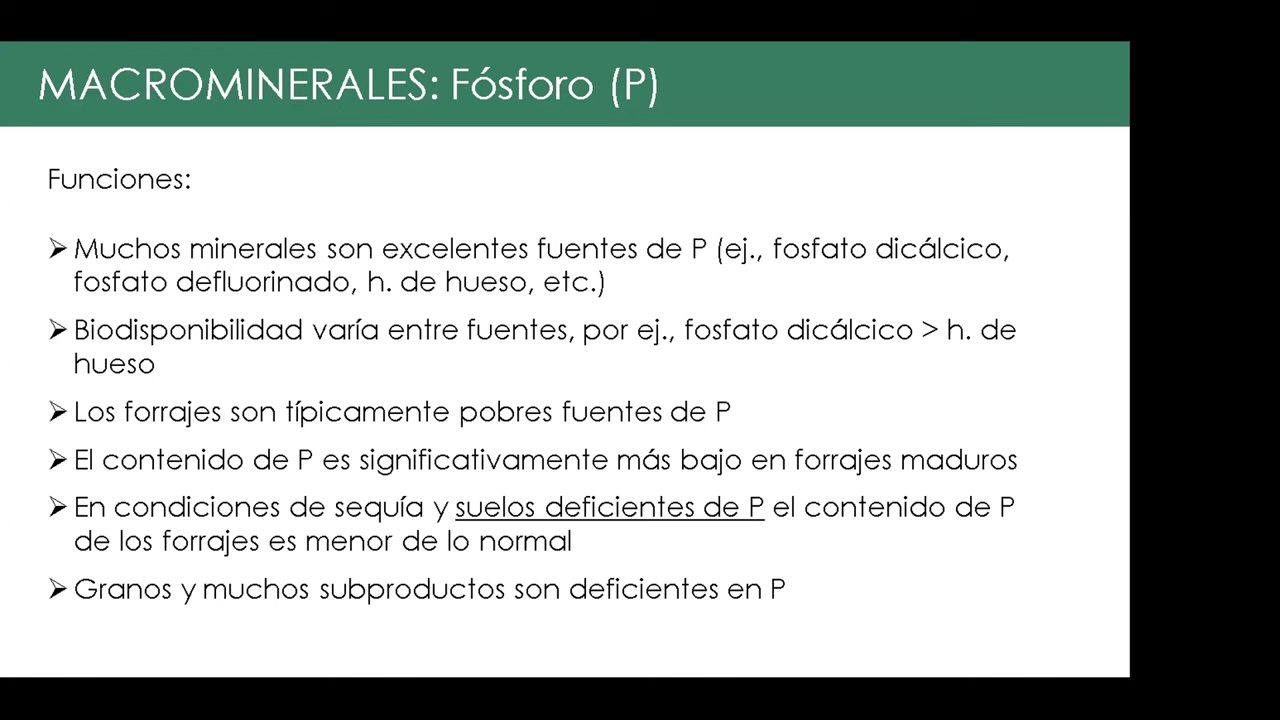 MACROMINERALES: Fósforo (P)
Funciones:
➢Muchos minerales son excelentes fuentes de P (ej., fosfato dicálcico,
fosfato defluorinado, h. de hueso, etc.)
➢Biodisponibilidad varía entre fuentes, por ej., fosfato dicálcico > h. de
hueso
➢Los forrajes son típicamente pobres fuentes de P
➢El contenido de P es significativamente más bajo en forrajes maduros
➢En condiciones de sequía y suelos deficientes de P el contenido de P
de los forrajes es menor de lo normal
➢Granos y muchos subproductos son deficientes en P